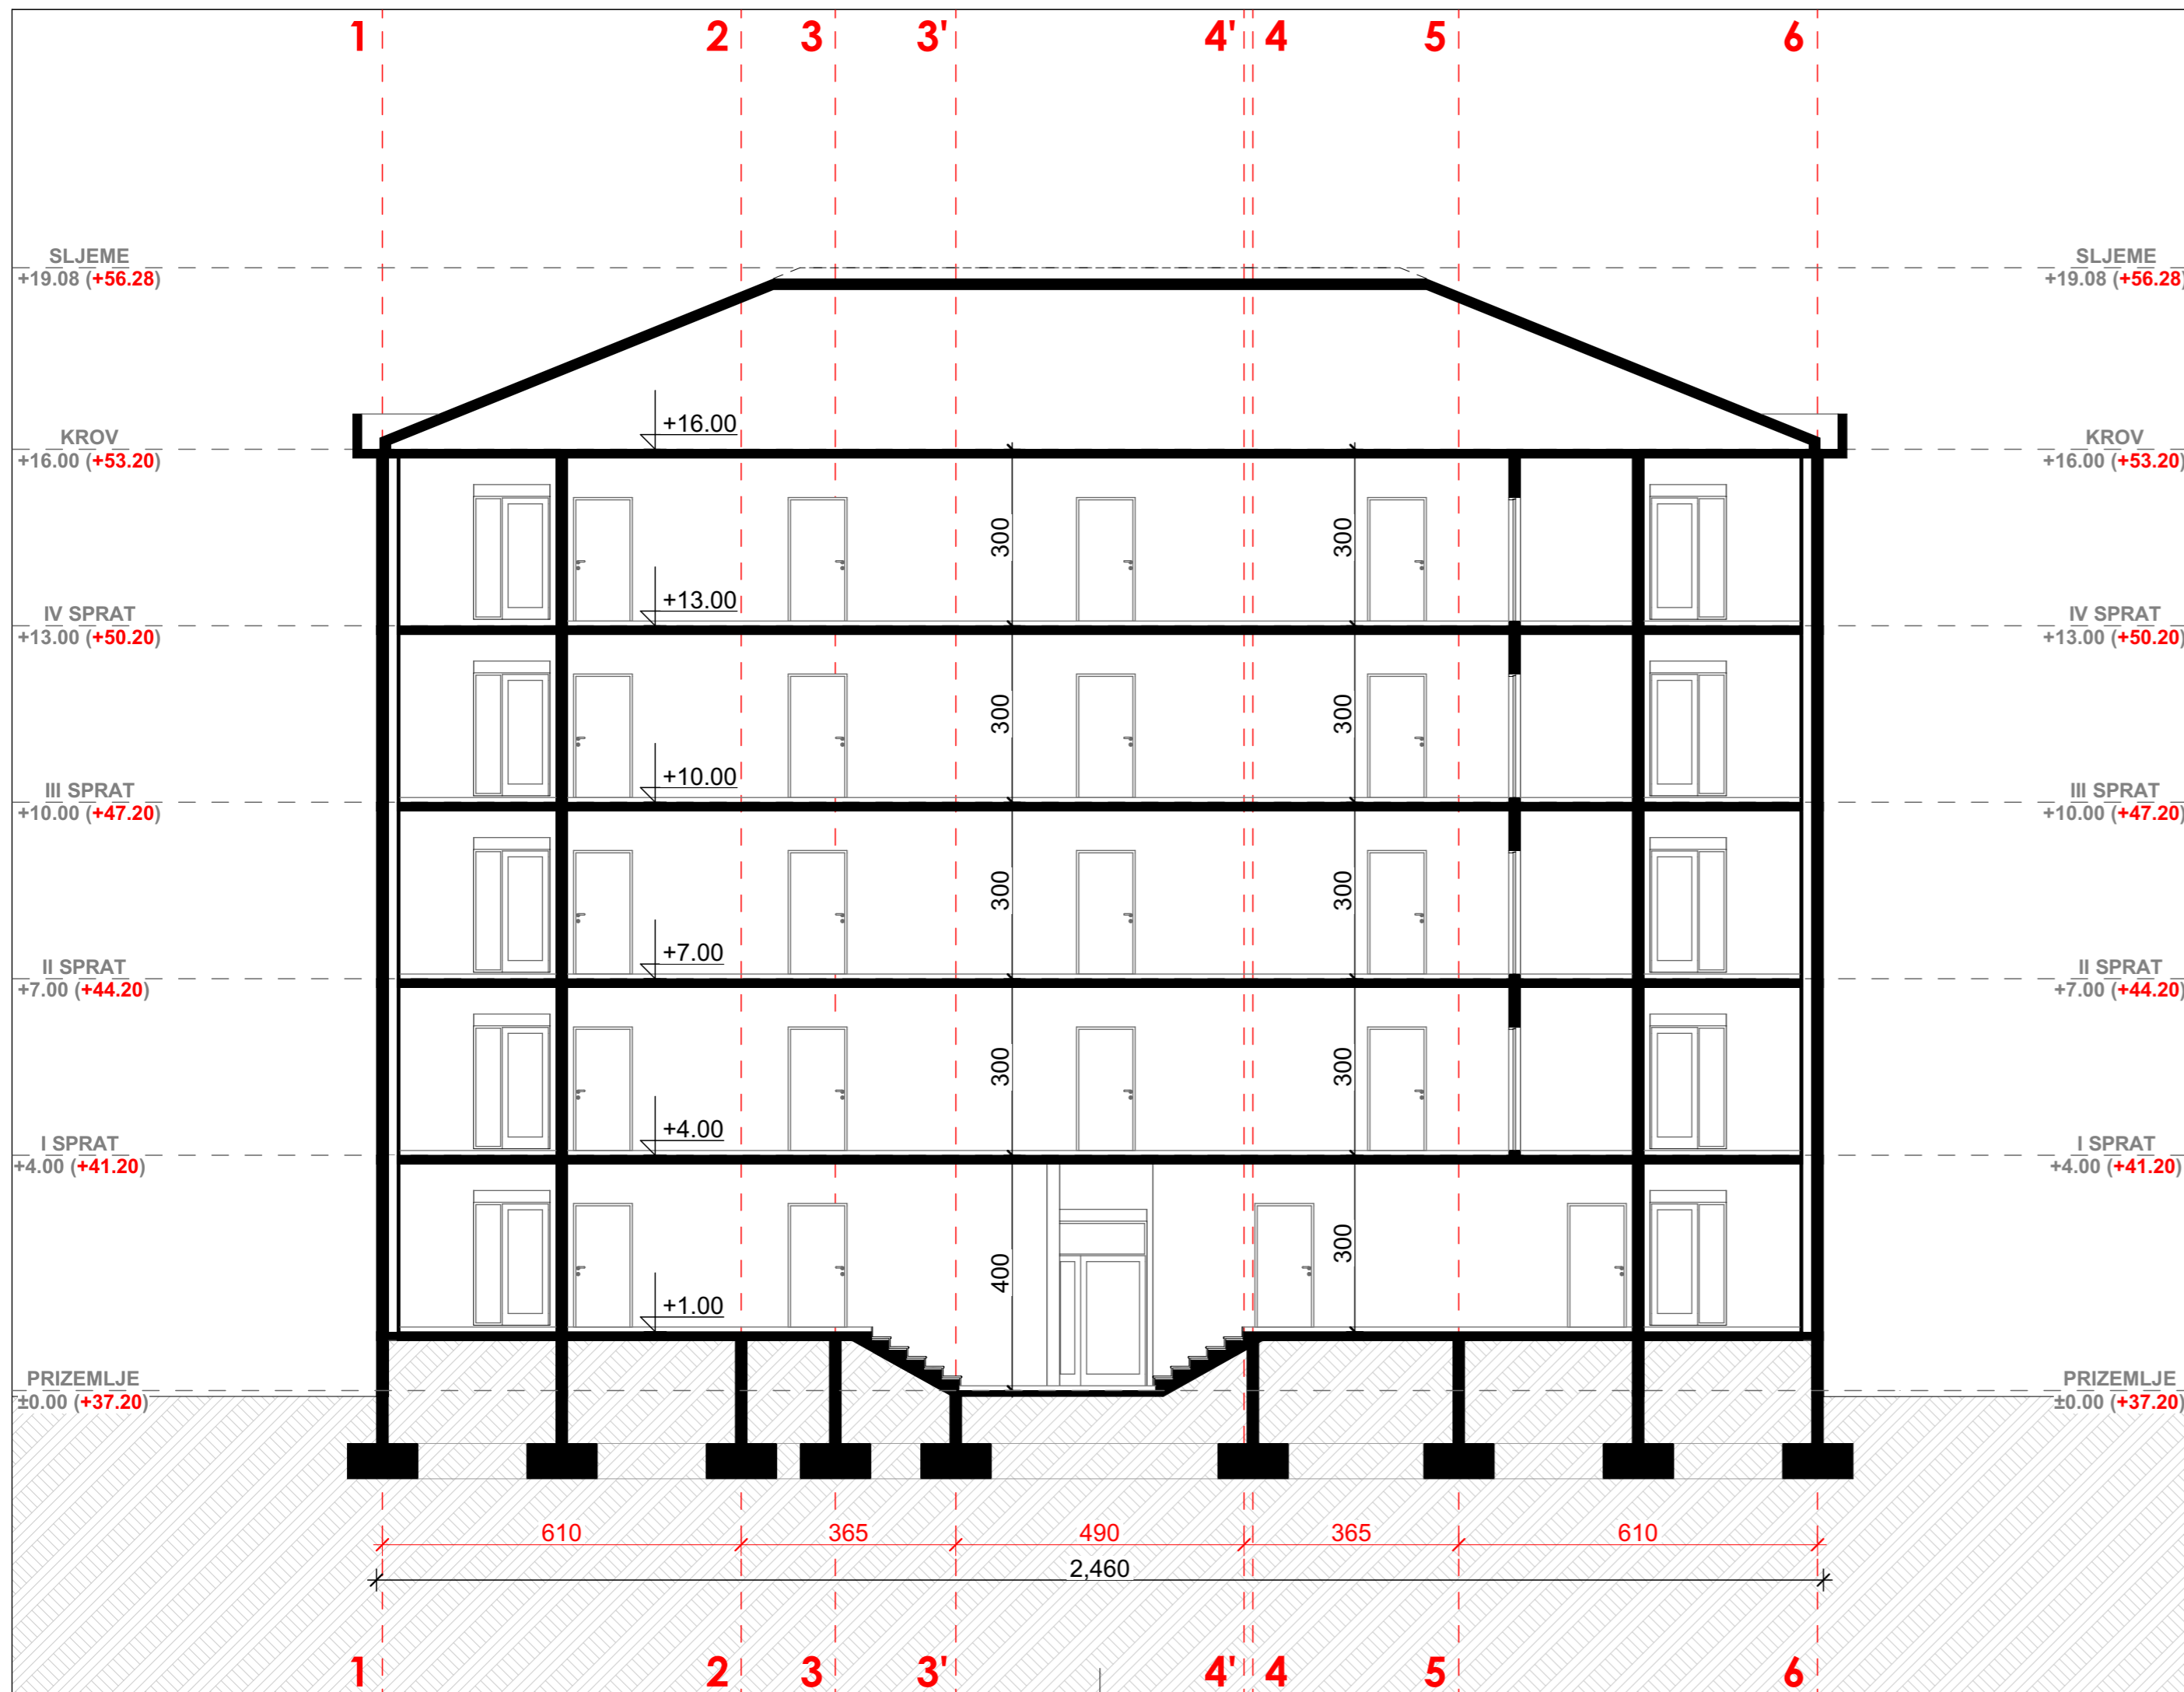 1 2 3 3' 4' 4 5 6
SLJEME SLJEME
+19.08 (+56.28) +19.08 (+56.28)
+16.00
KROV KROV
+16.00 (+53.20) +16.00 (+53.20)
300 300
+13.00
IV SPRAT IV SPRAT
+13.00 (+50.20) +13.00 (+50.20)
300 300
+10.00
III SPRAT III SPRAT
+10.00 (+47.20) +10.00 (+47.20)
300 300
+7.00
II SPRAT II SPRAT
+7.00 (+44.20) +7.00 (+44.20)
300 300
+4.00
I SPRAT I SPRAT
+4.00 (+41.20) +4.00 (+41.20)
400 300
+1.00
PRIZEMLJE PRIZEMLJE
±0.00 (+37.20) ±0.00 (+37.20)
610 365 490 365 610
2,460
1 2 3 3' 4' 4 5 6